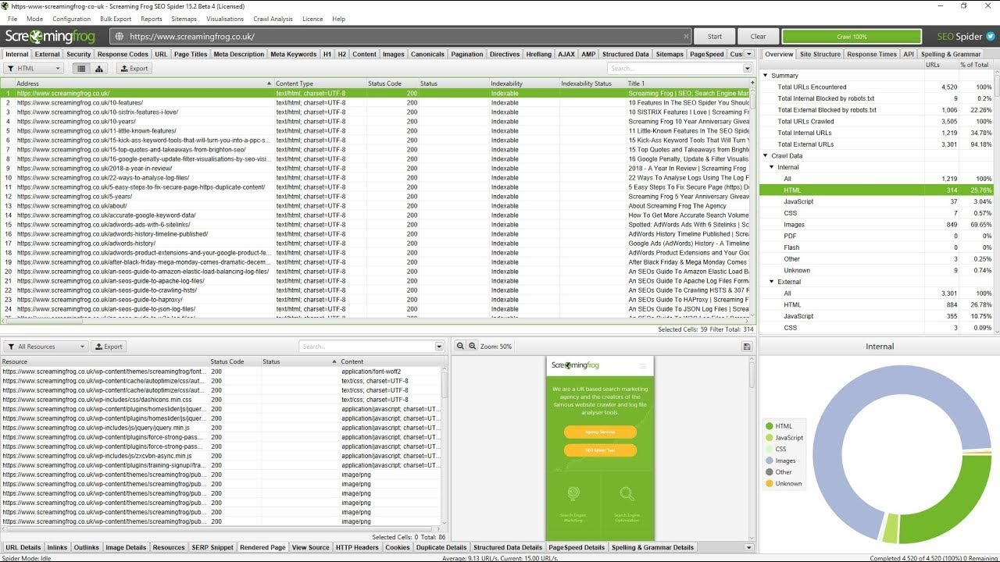 https-www-screamingfrog-co-uk - Screaming Frog SEO Spider 15.2 Beta 4 (Licensed)
File Mode Configuration Bulk Export Reports Sitemaps Visualisations Crawl Analysis Licence Help
Screamingfrog https://www.screamingfrog.co.uk/ Start Clear Crawl 100% SEO Spider
Internal External Security Response Codes URL Page Titles Meta Description Meta Keywords H1 H2 Content Images Canonicals Pagination Directives Hreflang AJAX AMP Structured Data Sitemaps PageSpeed Cus
HTML Export Search...
Address Content Type Status Code Status Indexability Indexability Status Title 1
1 https://www.screamingfrog.co.uk/ text/html; charset=UTF-8 200 Indexable Screaming Frog | SEO, Search Engine Mar
2 https://www.screamingfrog.co.uk/10-features/ text/html; charset=UTF-8 200 Indexable 10 Features In The SEO Spider You Shoul
3 https://www.screamingfrog.co.uk/10-sistrix-features-i-love/ text/html; charset=UTF-8 200 Indexable 10 SISTRIX Features I Love | Screaming F
4 https://www.screamingfrog.co.uk/10-years/ text/html; charset=UTF-8 200 Indexable Screaming Frog 10 Year Anniversary Give
5 https://www.screamingfrog.co.uk/11-little-known-features/ text/html; charset=UTF-8 200 Indexable 11 Little-Known Features In The SEO Spid
6 https://www.screamingfrog.co.uk/15-kick-ass-keyword-tools-that-will-turn-you-into-a-ppc-s... text/html; charset=UTF-8 200 Indexable 15 Kick-Ass Keyword Tools That Will Turn Y
7 https://www.screamingfrog.co.uk/15-top-quotes-and-takeaways-from-brighton-seo/ text/html; charset=UTF-8 200 Indexable 15 Top Quotes and Takeaways from Bright
8 https://www.screamingfrog.co.uk/16-google-penalty-update-filter-visualisations-by-seo-visi... text/html; charset=UTF-8 200 Indexable 16 Google Penalty, Update & Filter Visualis
9 https://www.screamingfrog.co.uk/2018-a-year-in-review/ text/html; charset=UTF-8 200 Indexable 2018 - A Year In Review | Screaming Frog
10 https://www.screamingfrog.co.uk/22-ways-to-analyse-log-files/ text/html; charset=UTF-8 200 Indexable 22 Ways To Analyse Logs Using The Log F
11 https://www.screamingfrog.co.uk/5-easy-steps-to-fix-secure-page-https-duplicate-content/ text/html; charset=UTF-8 200 Indexable 5 Easy Steps To Fix Secure Page (https) Du
12 https://www.screamingfrog.co.uk/5-years/ text/html; charset=UTF-8 200 Indexable Screaming Frog 5 Year Anniversary Giveaw
13 https://www.screamingfrog.co.uk/about/ text/html; charset=UTF-8 200 Indexable About Screaming Frog The Agency
14 https://www.screamingfrog.co.uk/accurate-google-keyword-data/ text/html; charset=UTF-8 200 Indexable How To Get More Accurate Search Volume
15 https://www.screamingfrog.co.uk/adwords-ads-with-6-sitelinks/ text/html; charset=UTF-8 200 Indexable Spotted: AdWords Ads With 6 Sitelinks | Sc
16 https://www.screamingfrog.co.uk/adwords-history-timeline-published/ text/html; charset=UTF-8 200 Indexable AdWords History Timeline Published | Screa
17 https://www.screamingfrog.co.uk/adwords-history/ text/html; charset=UTF-8 200 Indexable Google Ads (AdWords) History - A Timeline
18 https://www.screamingfrog.co.uk/adwords-product-extensions-and-your-google-product-fe... text/html; charset=UTF-8 200 Indexable AdWords Product Extensions and Your Goo
19 https://www.screamingfrog.co.uk/after-black-friday-mega-monday-comes-dramatic-decem... text/html; charset=UTF-8 200 Indexable After Black Friday & Mega Monday Comes
20 https://www.screamingfrog.co.uk/an-seos-guide-to-amazon-elastic-load-balancing-log-files/ text/html; charset=UTF-8 200 Indexable An SEOs Guide To Amazon Elastic Load Ba
21 https://www.screamingfrog.co.uk/an-seos-guide-to-apache-log-files/ text/html; charset=UTF-8 200 Indexable An SEOs Guide To Apache Log Files Forma
22 https://www.screamingfrog.co.uk/an-seos-guide-to-crawling-hsts/ text/html; charset=UTF-8 200 Indexable An SEOs Guide To Crawling HSTS & 307 R
23 https://www.screamingfrog.co.uk/an-seos-guide-to-haproxy/ text/html; charset=UTF-8 200 Indexable An SEOs Guide To HAProxy | Screaming F
24 https://www.screamingfrog.co.uk/an-seos-guide-to-json-log-files/ text/html; charset=UTF-8 200 Indexable An SEOs Guide To JSON Log Files | Scree
Selected Cells: 59 Filter Total: 314
Overview Site Structure Response Times API Spelling & Grammar
URLs % of Total
Summary
Total URLs Encountered 4,520 100%
Total Internal Blocked by robots.txt 9 0.2%
Total External Blocked by robots.txt 1,006 22.26%
Total URLs Crawled 3,505 100%
Total Internal URLs 1,219 34.78%
Total External URLs 3,301 94.18%
Crawl Data
Internal
All 1,219 100%
HTML 314 25.76%
JavaScript 37 3.04%
CSS 7 0.57%
Images 849 69.65%
PDF 0 0%
Flash 0 0%
Other 3 0.25%
Unknown 9 0.74%
External
All 3,301 100%
HTML 884 26.78%
JavaScript 355 10.75%
CSS 3 0.09%
All Resources Export Search...
Resource Status Code Status Content
https://www.screamingfrog.co.uk/wp-content/themes/screamingfrog/font... 200 application/font-woff2
https://www.screamingfrog.co.uk/wp-content/cache/autoptimize/css/aut... 200 text/css; charset=UTF-8
https://www.screamingfrog.co.uk/wp-content/cache/autoptimize/css/aut... 200 text/css; charset=UTF-8
https://www.screamingfrog.co.uk/wp-includes/css/dashicons.min.css 200 text/css; charset=UTF-8
https://www.screamingfrog.co.uk/wp-content/plugins/homeslider/js/jquer... 200 application/javascript; charset=UT...
https://www.screamingfrog.co.uk/wp-content/plugins/homeslider/js/jquer... 200 application/javascript; charset=UT...
https://www.screamingfrog.co.uk/wp-includes/js/jquery/jquery.min.js 200 application/javascript; charset=UT...
https://www.screamingfrog.co.uk/wp-content/plugins/force-strong-pass... 200 application/javascript; charset=UT...
https://www.screamingfrog.co.uk/wp-content/plugins/force-strong-pass... 200 application/javascript; charset=UT...
https://www.screamingfrog.co.uk/wp-includes/js/zxcvbn-async.min.js 200 application/javascript; charset=UT...
https://www.screamingfrog.co.uk/wp-content/plugins/training-signup/tra... 200 application/javascript; charset=UT...
https://www.screamingfrog.co.uk/wp-content/themes/screamingfrog/pub... 200 image/png
https://www.screamingfrog.co.uk/wp-content/themes/screamingfrog/pub... 200 image/png
https://www.screamingfrog.co.uk/wp-content/themes/screamingfrog/pub... 200 image/png
https://www.screamingfrog.co.uk/wp-content/themes/screamingfrog/pub... 200 image/png
https://www.screamingfrog.co.uk/wp-content/themes/screamingfrog/pub... 200 image/png
https://www.screamingfrog.co.uk/wp-content/themes/screamingfrog/pub... 200 image/png
Selected Cells: 0 Total: 86
Zoom: 50%
Screamingfrog
We are a UK based search marketing
agency and the creators of the
famous website crawler and log file
analyser tools.
Agency Services
SEO Spider Tool
Search Engine Search Engine
Marketing Optimisation
Internal
HTML
JavaScript
CSS
Images
Other
Unknown
URL Details Inlinks Outlinks Image Details Resources SERP Snippet Rendered Page View Source HTTP Headers Cookies Duplicate Details Structured Data Details PageSpeed Details Spelling & Grammar Details
Spider Mode: Idle Average: 9.13 URL/s. Current: 15.00 URL/s. Completed 4,520 of 4,520 (100%) 0 Remaining